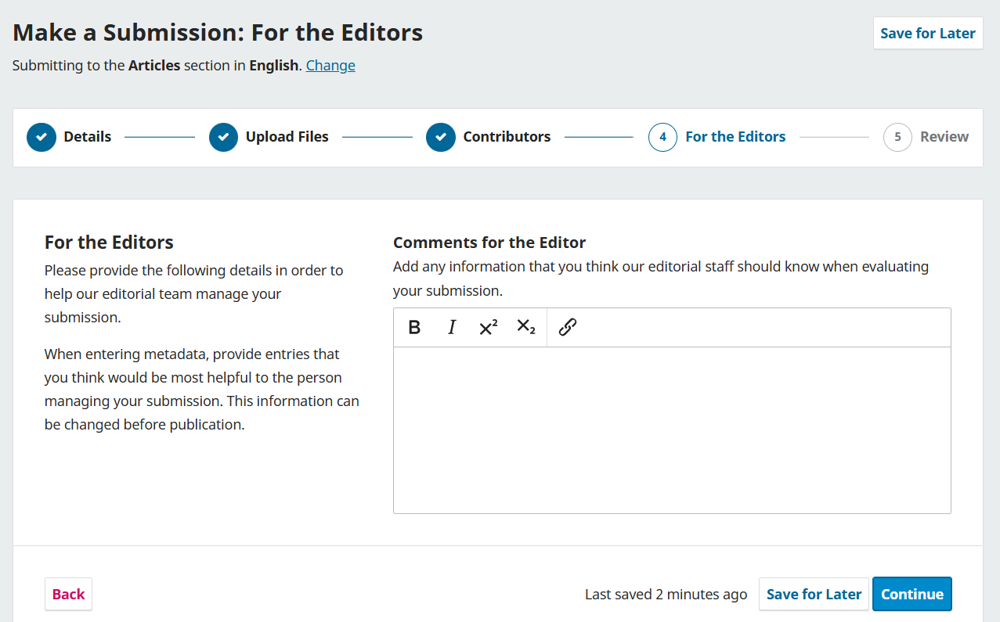 Make a Submission: For the Editors
Save for Later
Submitting to the Articles section in English. Change
Details
Upload Files
Contributors
4 For the Editors
5 Review
For the Editors
Please provide the following details in order to
help our editorial team manage your
submission.
When entering metadata, provide entries that
you think would be most helpful to the person
managing your submission. This information can
be changed before publication.
Comments for the Editor
Add any information that you think our editorial staff should know when evaluating
your submission.
B I X² X₂
Back
Last saved 2 minutes ago
Save for Later
Continue